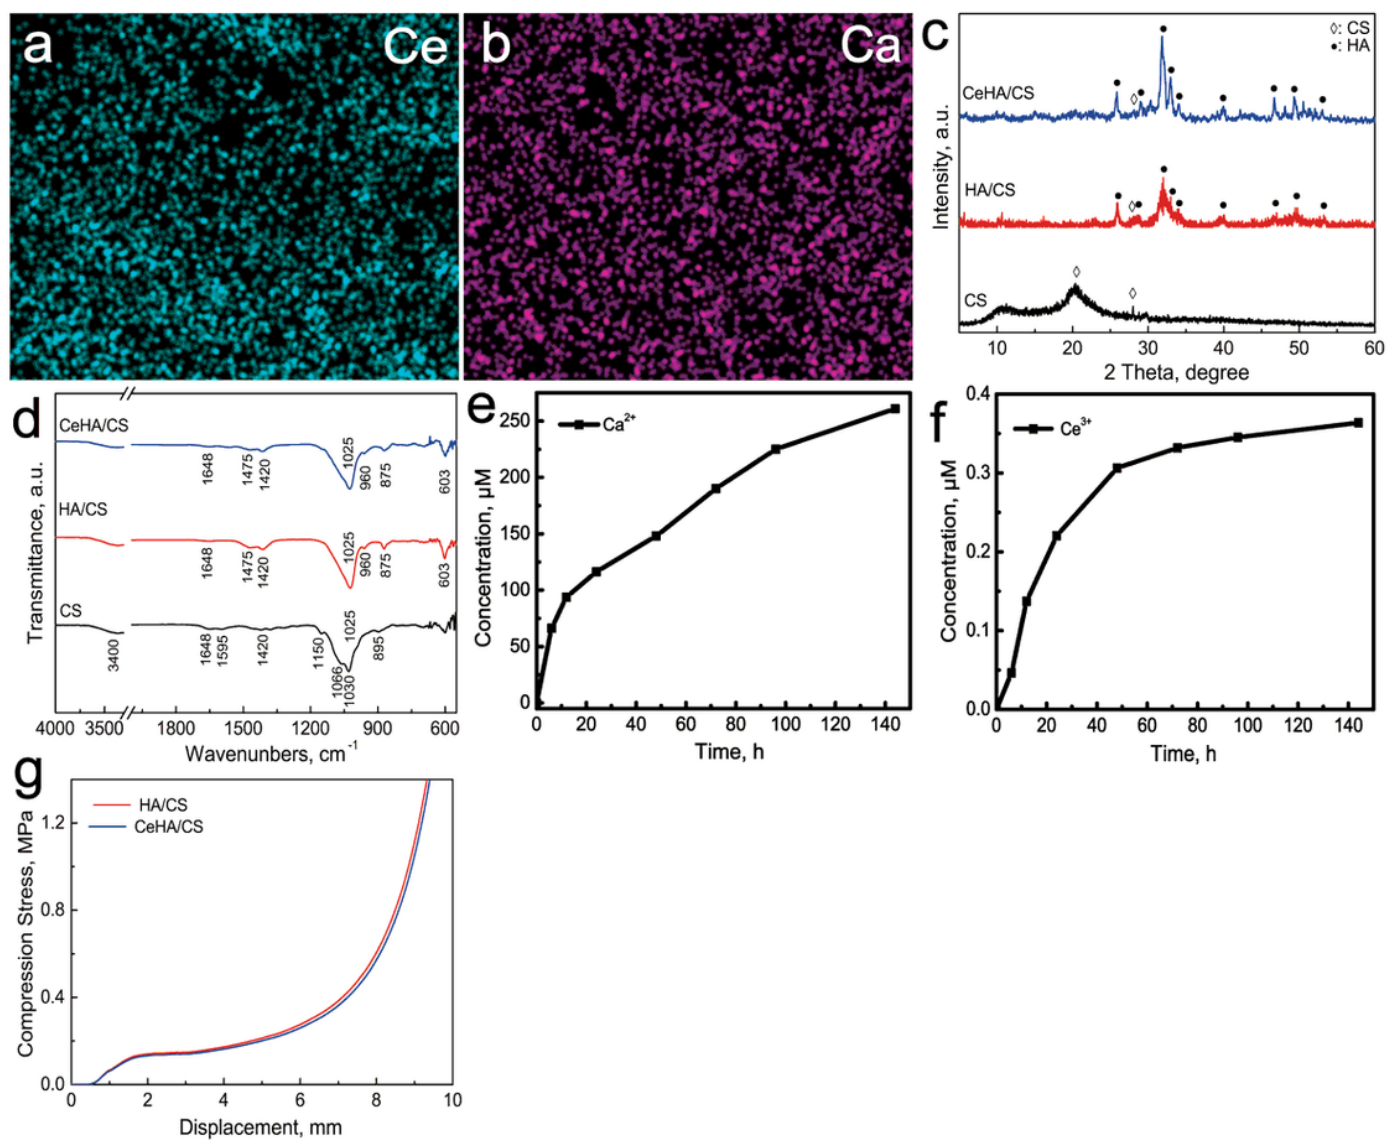 a
Ce
b
Ca
c
◊: CS
●: HA
CeHA/CS
HA/CS
CS
Intensity, a.u.
10 20 30 40 50 60
2 Theta, degree
d
CeHA/CS
1648 1475 1420 1025 960 875 603
HA/CS
1648 1475 1420 1025 960 875 603
CS
3400 1648 1595 1420 1150 1066 1030 1025 895
Transmittance, a.u.
4000 3500 1800 1500 1200 900 600
Wavenunbers, cm⁻¹
e
Ca²⁺
250
200
150
100
50
0
Concentration, μM
0 20 40 60 80 100 120 140
Time, h
f
Ce³⁺
0.4
0.3
0.2
0.1
0.0
Concentration, μM
0 20 40 60 80 100 120 140
Time, h
g
HA/CS
CeHA/CS
1.2
0.8
0.4
0.0
Compression Stress, MPa
0 2 4 6 8 10
Displacement, mm